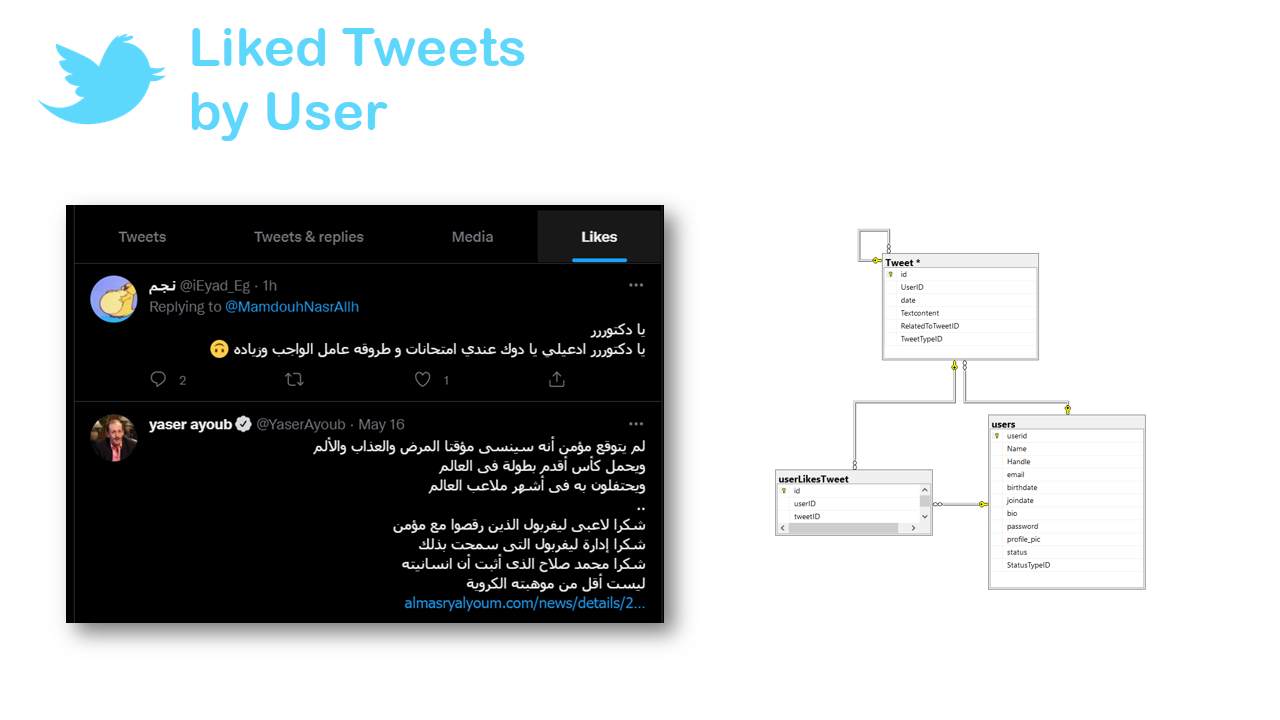 Liked Tweets
by User
Tweets
Tweets & replies
Media
Likes
نجم @iEyad_Eg · 1h
Replying to @MamdouhNasrAllh
يا دكتوررر
يا دكتوررر ادعيلي يا دوك عندي امتحانات و طروقه عامل الواجب وزياده 🙃
2
1
yaser ayoub @YaserAyoub · May 16
لم يتوقع مؤمن أنه سينسى مؤقتا المرض والعذاب والألم
ويحمل كأس أقدم بطولة فى العالم
ويحتفلون به فى أشهر ملاعب العالم
..
شكرا لاعبى ليفربول الذين رقصوا مع مؤمن
شكرا إدارة ليفربول التى سمحت بذلك
شكرا محمد صلاح الذى أثبت أن انسانيته
ليست أقل من موهبته الكروية
almasryalyoum.com/news/details/2...
Tweet *
id
UserID
date
Textcontent
RelatedToTweetID
TweetTypeID
userLikesTweet
id
userID
tweetID
users
userid
Name
Handle
email
birthdate
joindate
bio
password
profile_pic
status
StatusTypeID